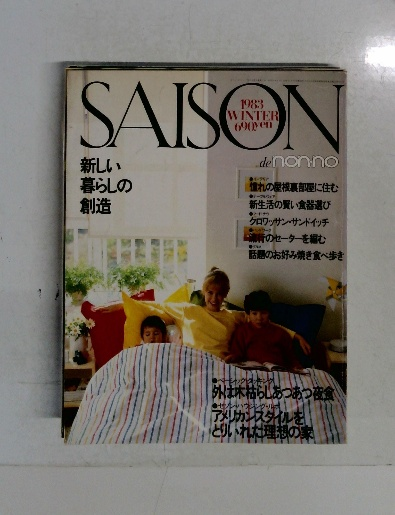 SAISON
1983
WINTER
690yen
de non·no
新しい
暮らしの
創造
憧れの屋根裏部屋に住む
新生活の賢い食器選び
クロワッサン・サンドイッチ
のセーターを編む
話題のお好み焼き食べ歩き
外は木枯らし あつあつ夜食
アメリカンスタイルを
とりいれた理想の家